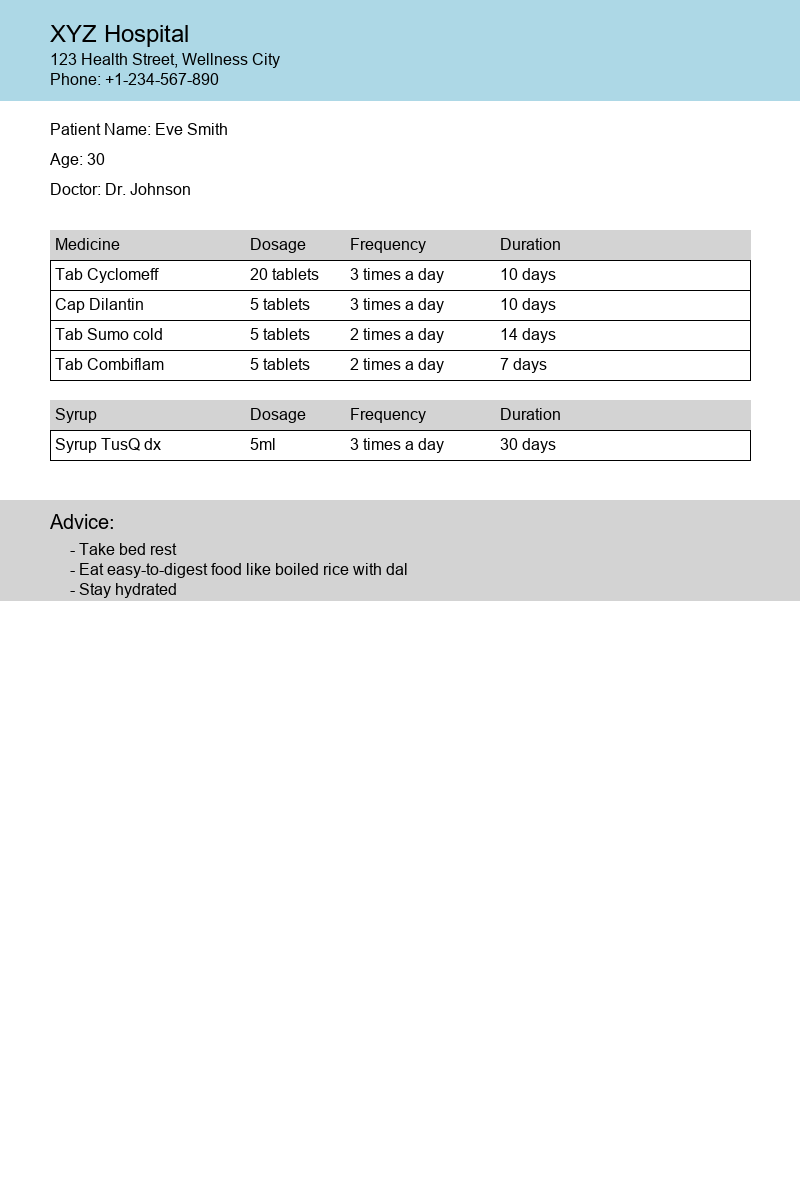 XYZ Hospital
123 Health Street, Wellness City
Phone: +1-234-567-890
Patient Name: Eve Smith
Age: 30
Doctor: Dr. Johnson
Medicine Dosage Frequency Duration
Tab Cyclomeff 20 tablets 3 times a day 10 days
Cap Dilantin 5 tablets 3 times a day 10 days
Tab Sumo cold 5 tablets 2 times a day 14 days
Tab Combiflam 5 tablets 2 times a day 7 days
Syrup Dosage Frequency Duration
Syrup TusQ dx 5ml 3 times a day 30 days
Advice:
- Take bed rest
- Eat easy-to-digest food like boiled rice with dal
- Stay hydrated